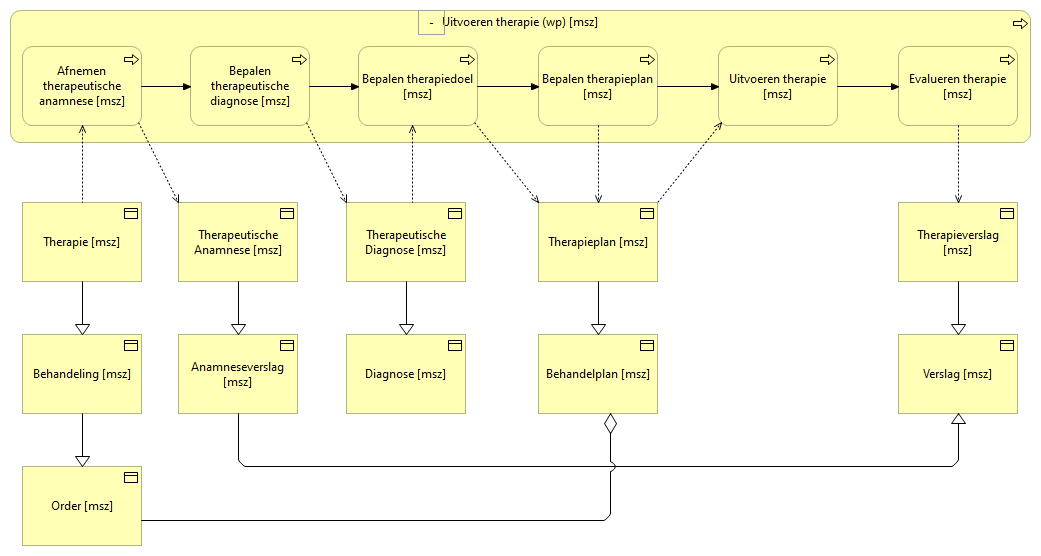 - Uitvoeren therapie (wp) [msz]
Afnemen
therapeutische
anamnese [msz]
Bepalen
therapeutische
diagnose [msz]
Bepalen therapiedoel
[msz]
Bepalen therapieplan
[msz]
Uitvoeren therapie
[msz]
Evalueren therapie
[msz]
Therapie [msz]
Therapeutische
Anamnese [msz]
Therapeutische
Diagnose [msz]
Therapieplan [msz]
Therapieverslag
[msz]
Behandeling [msz]
Anamneseverslag
[msz]
Diagnose [msz]
Behandelplan [msz]
Verslag [msz]
Order [msz]